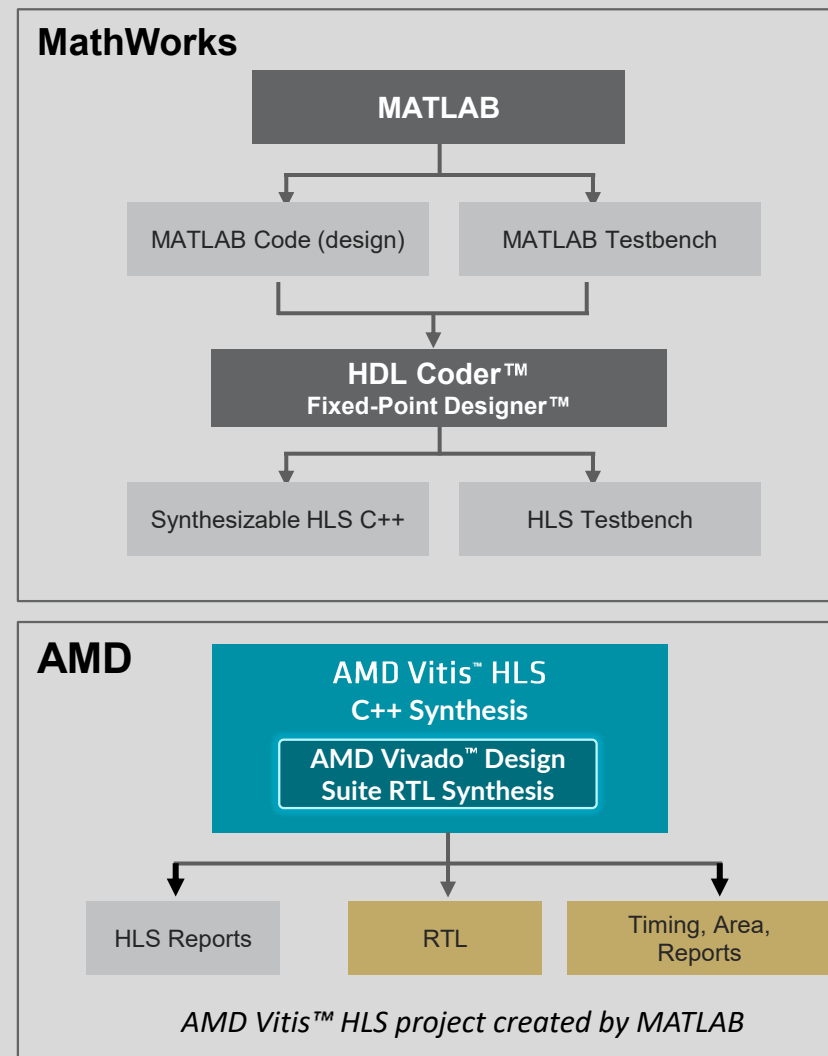 MathWorks
MATLAB
MATLAB Code (design)
MATLAB Testbench
HDL Coder™
Fixed-Point Designer™
Synthesizable HLS C++
HLS Testbench
AMD
AMD Vitis™ HLS
C++ Synthesis
AMD Vivado™ Design
Suite RTL Synthesis
HLS Reports
RTL
Timing, Area,
Reports
AMD Vitis™ HLS project created by MATLAB